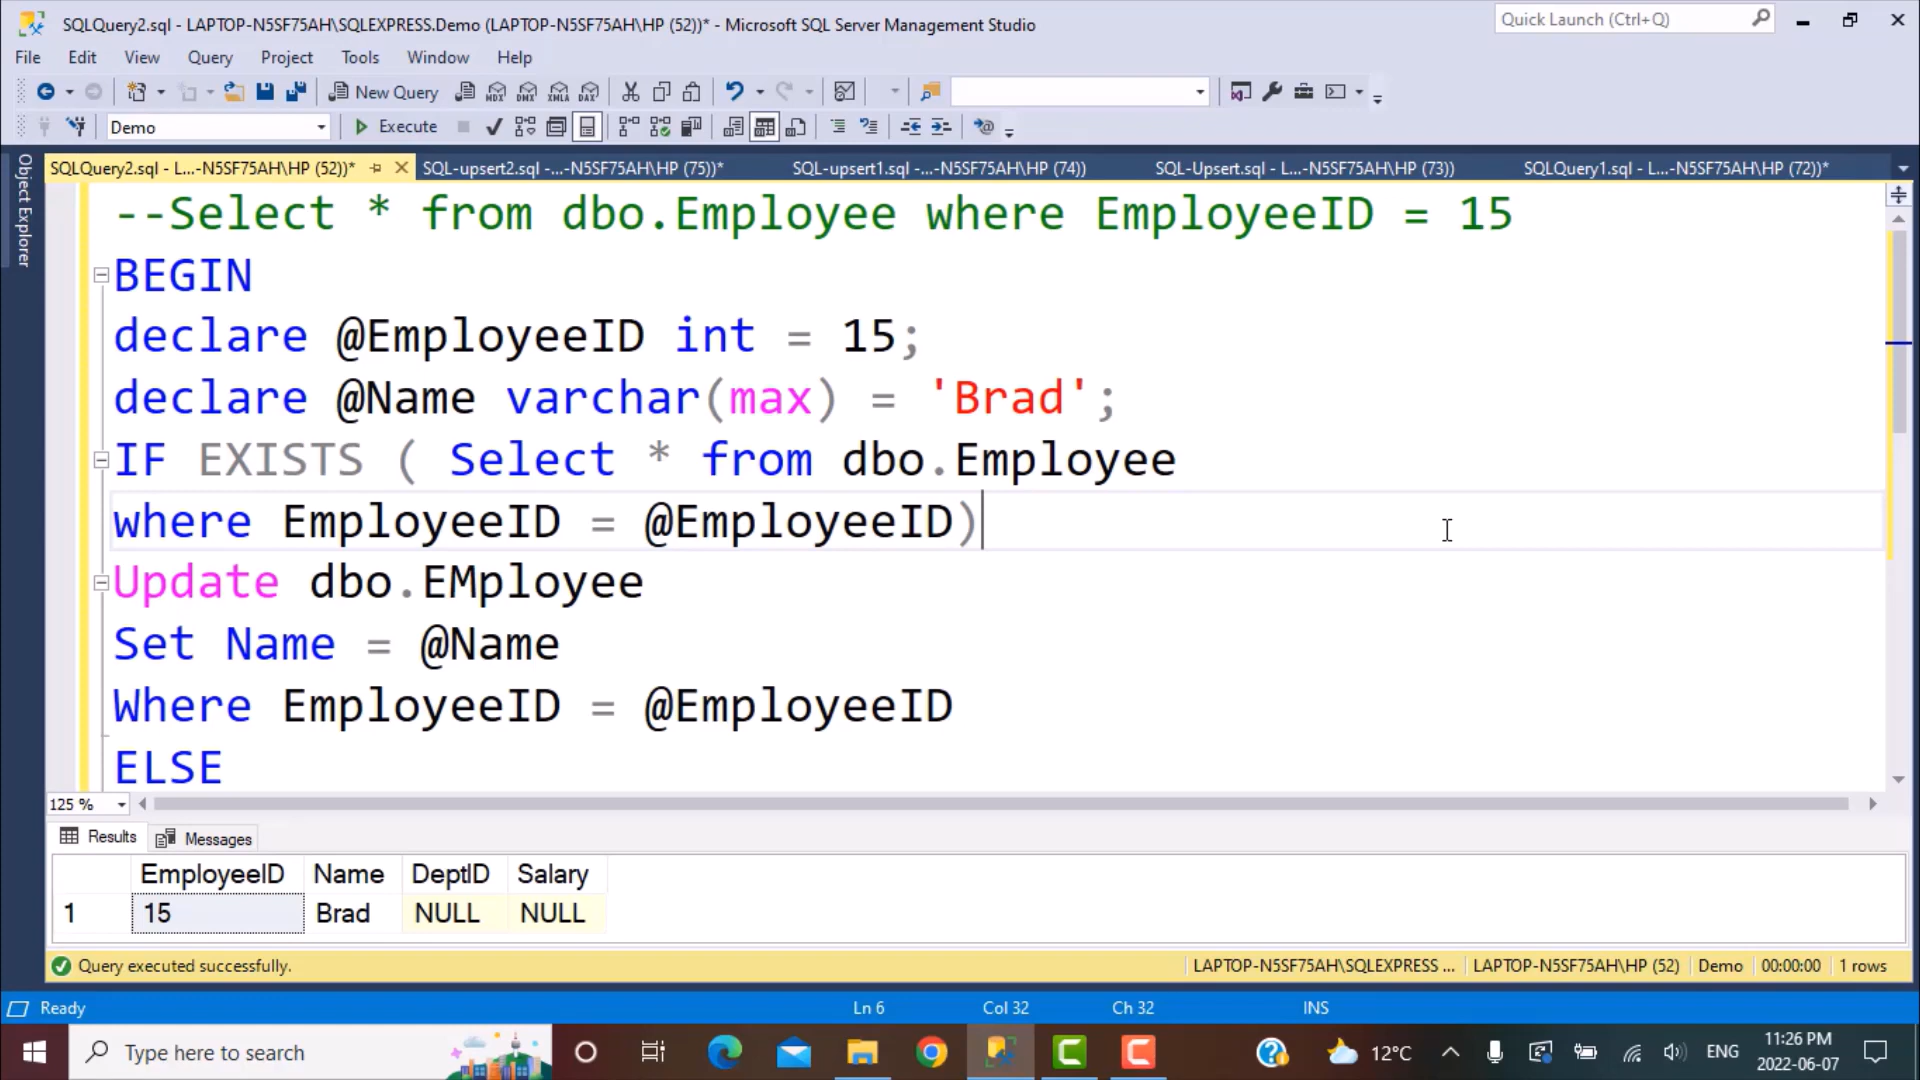 SQLQuery2.sql - LAPTOP-N5SF75AH\SQLEXPRESS.Demo (LAPTOP-N5SF75AH\HP (52))* - Microsoft SQL Server Management Studio
Quick Launch (Ctrl+Q)
File Edit View Query Project Tools Window Help
New Query
MDX DMX XMLA DAX
Demo
Execute
SQLQuery2.sql - L...-N5SF75AH\HP (52))* SQL-upsert2.sql -...-N5SF75AH\HP (75))* SQL-upsert1.sql -...-N5SF75AH\HP (74)) SQL-Upsert.sql - L...-N5SF75AH\HP (73)) SQLQuery1.sql - L...-N5SF75AH\HP (72))*
Object Explorer
--Select * from dbo.Employee where EmployeeID = 15
BEGIN
declare @EmployeeID int = 15;
declare @Name varchar(max) = 'Brad';
IF EXISTS ( Select * from dbo.Employee
where EmployeeID = @EmployeeID)
Update dbo.EMployee
Set Name = @Name
Where EmployeeID = @EmployeeID
ELSE
125 %
Results Messages
EmployeeID Name DeptID Salary
1 15 Brad NULL NULL
Query executed successfully.
LAPTOP-N5SF75AH\SQLEXPRESS ... LAPTOP-N5SF75AH\HP (52) Demo 00:00:00 1 rows
Ready Ln 6 Col 32 Ch 32 INS
Type here to search
12°C ENG
11:26 PM
2022-06-07